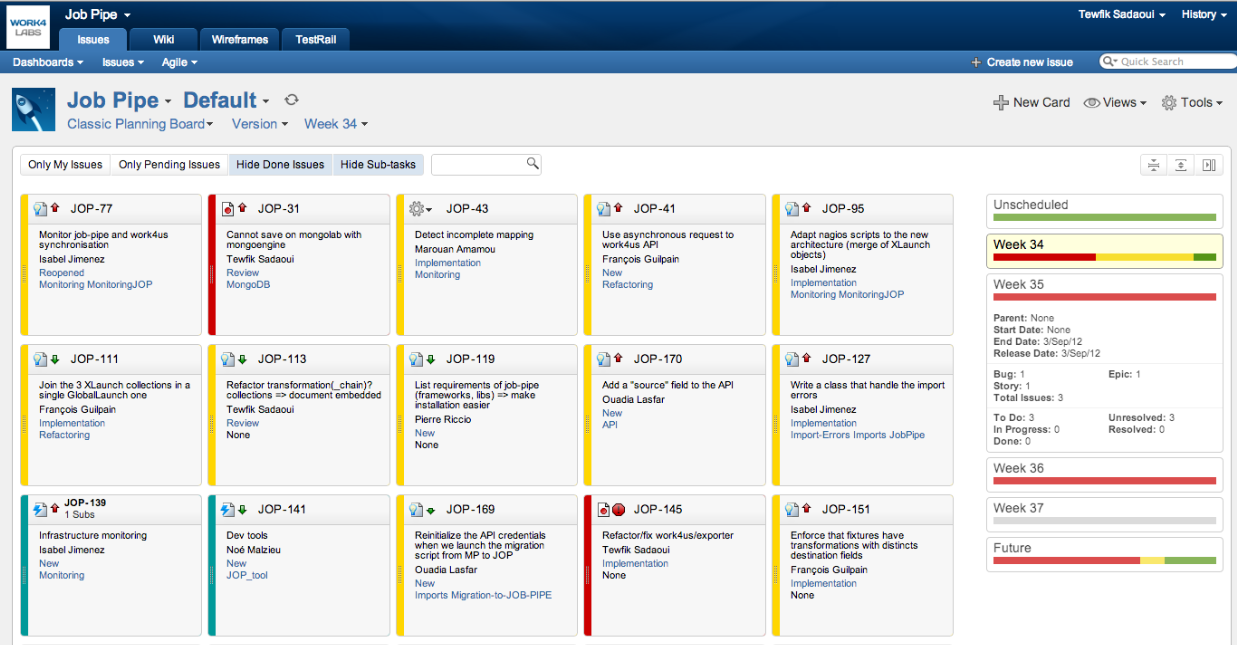 WORK4
LABS
Job Pipe
Tewfik Sadaoui
History
Issues
Wiki
Wireframes
TestRail
Dashboards
Issues
Agile
Create new issue
Quick Search
Job Pipe
Default
Classic Planning Board
Version
Week 34
New Card
Views
Tools
Only My Issues
Only Pending Issues
Hide Done Issues
Hide Sub-tasks
JOP-77
Monitor job-pipe and work4us
synchronisation
Isabel Jimenez
Reopened
Monitoring MonitoringJOP
JOP-31
Cannot save on mongolab with
mongoengine
Tewfik Sadaoui
Review
MongoDB
JOP-43
Detect incomplete mapping
Marouan Amamou
Implementation
Monitoring
JOP-41
Use asynchronous request to
work4us API
François Guilpain
New
Refactoring
JOP-95
Adapt nagios scripts to the new
architecture (merge of XLaunch
objects)
Isabel Jimenez
Implementation
Monitoring MonitoringJOP
JOP-111
Join the 3 XLaunch collections in a
single GlobalLaunch one
François Guilpain
Implementation
Refactoring
JOP-113
Refactor transformation(_chain)?
collections => document embedded
Tewfik Sadaoui
Review
None
JOP-119
List requirements of job-pipe
(frameworks, libs) => make
installation easier
Pierre Riccio
New
None
JOP-170
Add a "source" field to the API
Ouadia Lasfar
New
API
JOP-127
Write a class that handle the import
errors
Isabel Jimenez
Implementation
Import-Errors Imports JobPipe
JOP-139
1 Subs
Infrastructure monitoring
Isabel Jimenez
New
Monitoring
JOP-141
Dev tools
Noé Malzieu
New
JOP_tool
JOP-169
Reinitialize the API credentials
when we launch the migration
script from MP to JOP
Ouadia Lasfar
New
Imports Migration-to-JOB-PIPE
JOP-145
Refactor/fix work4us/exporter
Tewfik Sadaoui
Implementation
None
JOP-151
Enforce that fixtures have
transformations with distincts
destination fields
François Guilpain
Implementation
None
Unscheduled
Week 34
Week 35
Parent: None
Start Date: None
End Date: 3/Sep/12
Release Date: 3/Sep/12
Bug: 1
Epic: 1
Story: 1
Total Issues: 3
To Do: 3
Unresolved: 3
In Progress: 0
Resolved: 0
Done: 0
Week 36
Week 37
Future